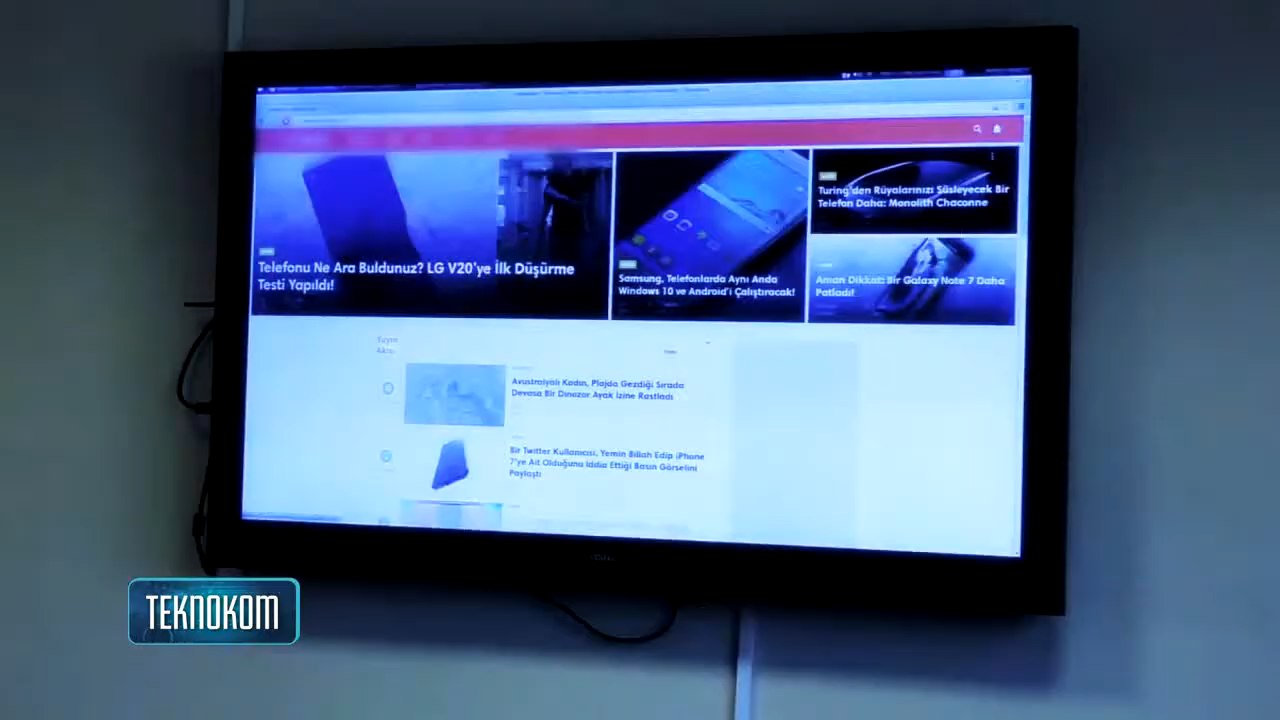 Telefonu Ne Ara Buldunuz? LG V20'ye İlk Düşürme
Testi Yapıldı!
Samsung, Telefonlarda Aynı Anda
Windows 10 ve Android'i Çalıştıracak!
Turing'den Rüyalarınızı Süsleyecek Bir
Telefon Daha: Monolith Chaconne
Aman Dikkat: Bir Galaxy Note 7 Daha
Patladı!
Yayın
Akışı
Avustralyalı Kadın, Plajda Gezdiği Sırada
Devasa Bir Dinozor Ayak İzine Rastladı
Bir Twitter Kullanıcısı, Yemin Billah Edip iPhone
7'ye Ait Olduğunu İddia Ettiği Basın Görselini
Paylaştı
TEKNOKOM